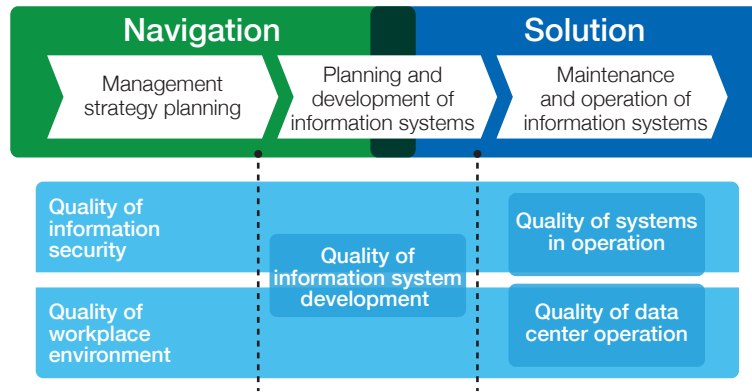 Navigation
Solution
Management
strategy planning
Planning and
development of
information systems
Maintenance
and operation of
information systems
Quality of
information
security
Quality of systems
in operation
Quality of
information system
development
Quality of
workplace
environment
Quality of data
center operation